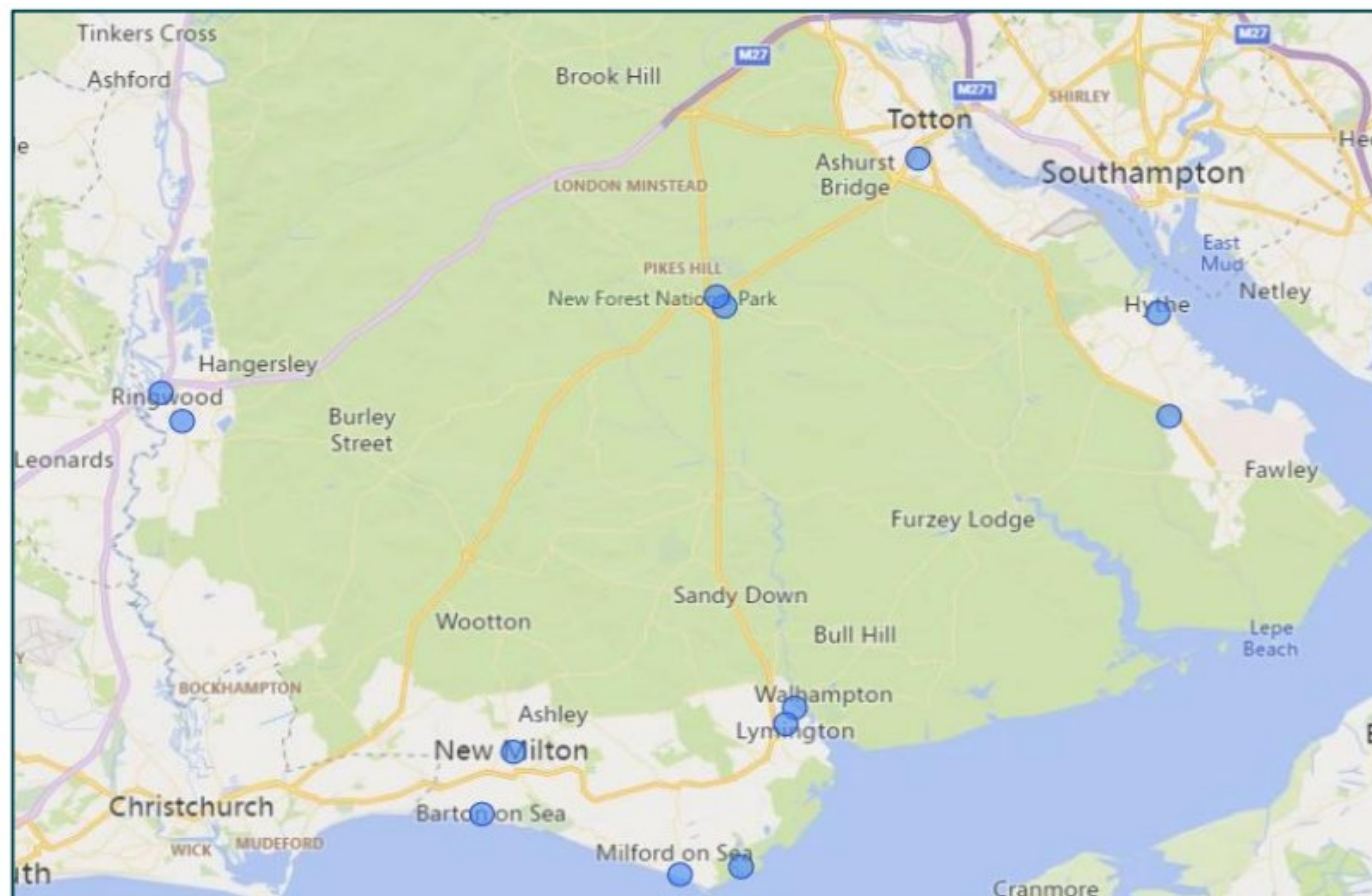 Tinkers Cross
Ashford
Brook Hill
M27
M27
M271
SHIRLEY
Totton
Ashurst
Bridge
Southampton
LONDON MINSTEAD
East
Mud
PIKES HILL
New Forest National Park
Hythe
Netley
Hangersley
Ringwood
Burley
Street
Leonards
Fawley
Furzey Lodge
Sandy Down
Wootton
Bull Hill
Lepe
Beach
BOCKHAMPTON
Walhampton
Ashley
Lymington
New Milton
Christchurch
Barton on Sea
WICK
MUDEFORD
Milford on Sea
uth
Cranmore